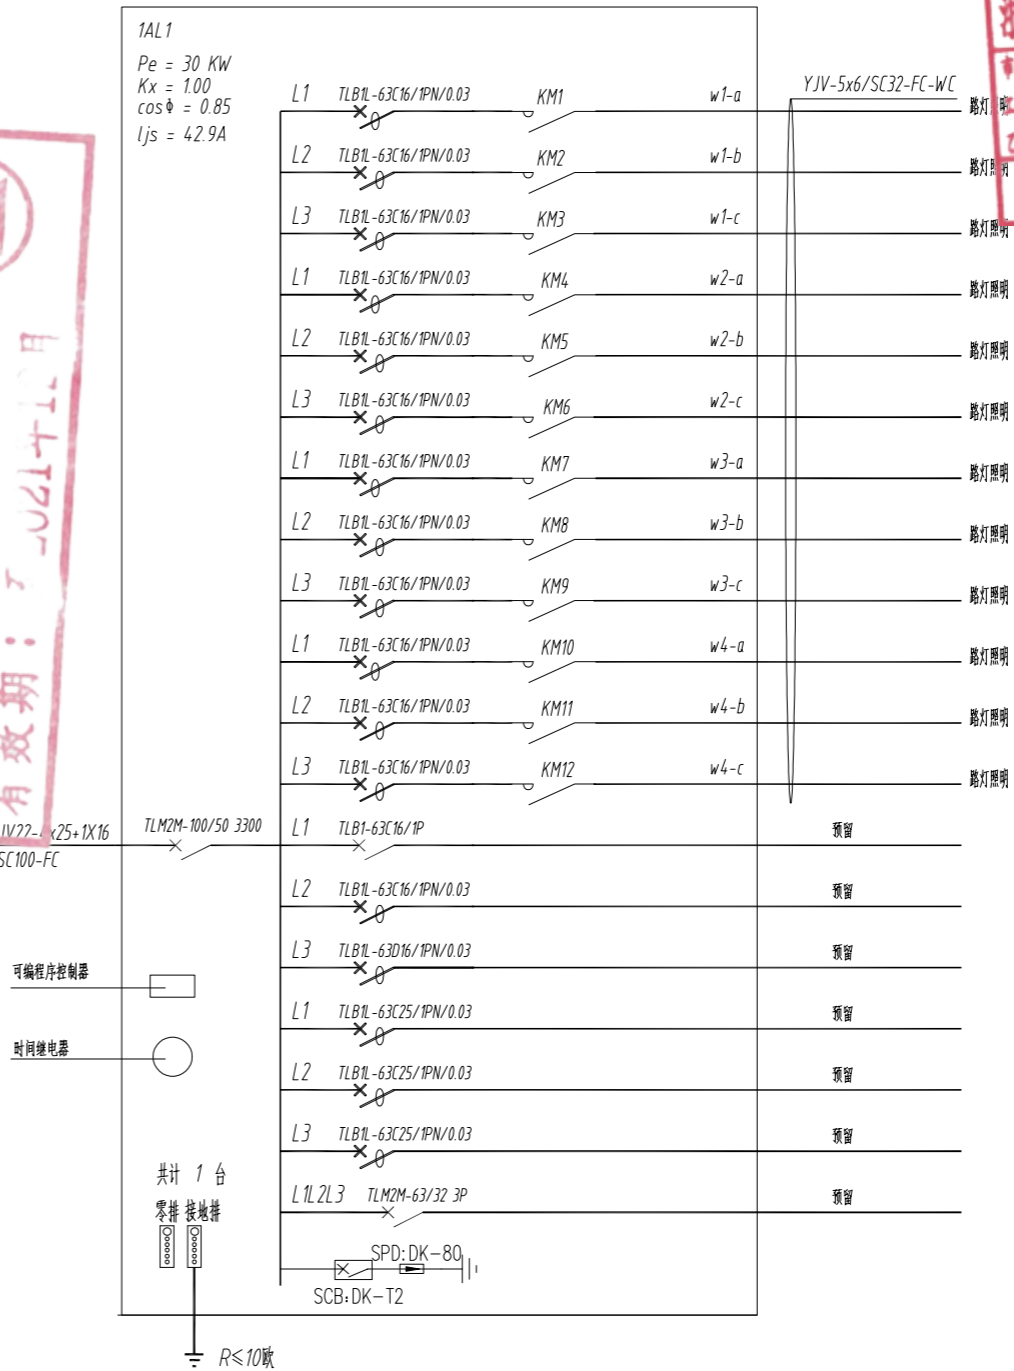 1AL1
Pe = 30 KW
Kx = 1.00
cosΦ = 0.85
Ijs = 42.9A
YJV-5x6/SC32-FC-WC
L1 TLB1L-63C16/1PN/0.03 KM1 w1-a 路灯照明
L2 TLB1L-63C16/1PN/0.03 KM2 w1-b 路灯照明
L3 TLB1L-63C16/1PN/0.03 KM3 w1-c 路灯照明
L1 TLB1L-63C16/1PN/0.03 KM4 w2-a 路灯照明
L2 TLB1L-63C16/1PN/0.03 KM5 w2-b 路灯照明
L3 TLB1L-63C16/1PN/0.03 KM6 w2-c 路灯照明
L1 TLB1L-63C16/1PN/0.03 KM7 w3-a 路灯照明
L2 TLB1L-63C16/1PN/0.03 KM8 w3-b 路灯照明
L3 TLB1L-63C16/1PN/0.03 KM9 w3-c 路灯照明
L1 TLB1L-63C16/1PN/0.03 KM10 w4-a 路灯照明
L2 TLB1L-63C16/1PN/0.03 KM11 w4-b 路灯照明
L3 TLB1L-63C16/1PN/0.03 KM12 w4-c 路灯照明
有效期：
JV22-4x25+1X16
SC100-FC
TLM2M-100/50 3300
L1 TLB1-63C16/1P 预留
L2 TLB1L-63C16/1PN/0.03 预留
L3 TLB1L-63D16/1PN/0.03 预留
L1 TLB1L-63C25/1PN/0.03 预留
L2 TLB1L-63C25/1PN/0.03 预留
L3 TLB1L-63C25/1PN/0.03 预留
L1L2L3 TLM2M-63/32 3P 预留
可编程序控制器
时间继电器
共计 1 台
零排 接地排
SPD:DK-80
SCB:DK-T2
R≤10欧